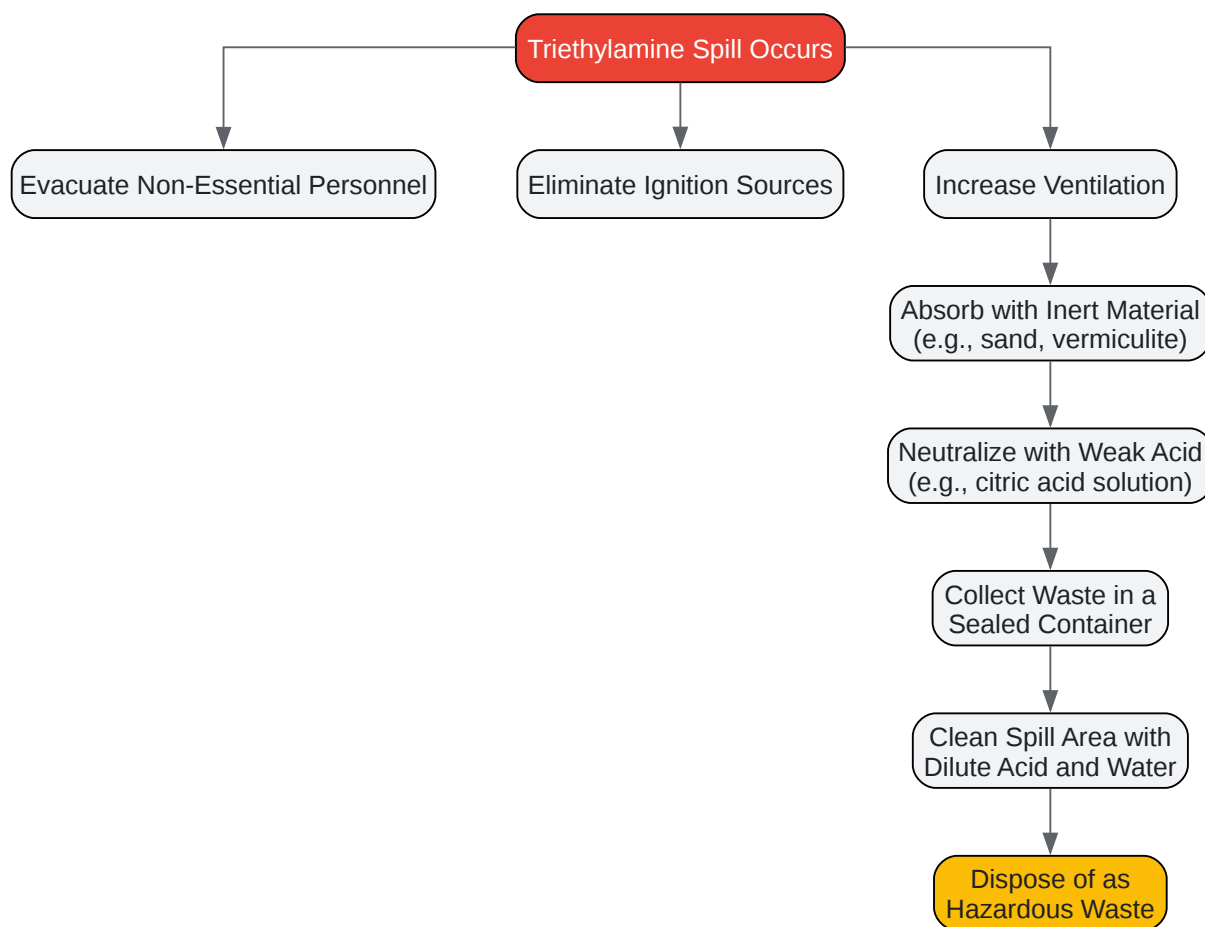 Triethylamine Spill Occurs
Evacuate Non-Essential Personnel
Eliminate Ignition Sources
Increase Ventilation
Absorb with Inert Material
(e.g., sand, vermiculite)
Neutralize with Weak Acid
(e.g., citric acid solution)
Collect Waste in a
Sealed Container
Clean Spill Area with
Dilute Acid and Water
Dispose of as
Hazardous Waste